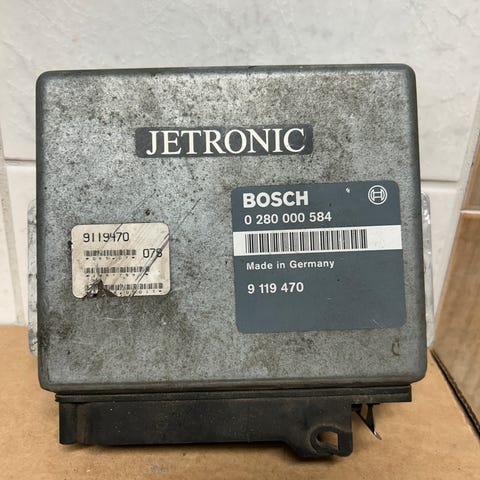 JETRONIC
BOSCH
0 280 000 584
Made in Germany
9 119 470
9119470
07S